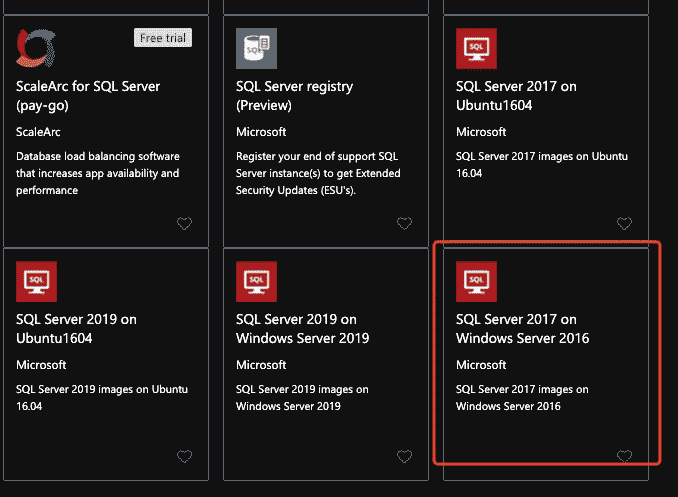 Free trial
SQL
SQL
ScaleArc for SQL Server
(pay-go)
ScaleArc
Database load balancing software
that increases app availability and
performance
SQL Server registry
(Preview)
Microsoft
Register your end of support SQL
Server instance(s) to get Extended
Security Updates (ESU's).
SQL Server 2017 on
Ubuntu1604
Microsoft
SQL Server 2017 images on Ubuntu
16.04
SQL
SQL Server 2019 on
Ubuntu1604
Microsoft
SQL Server 2019 images on Ubuntu
16.04
SQL
SQL Server 2019 on
Windows Server 2019
Microsoft
SQL Server 2019 images on
Windows Server 2019
SQL
SQL Server 2017 on
Windows Server 2016
Microsoft
SQL Server 2017 images on
Windows Server 2016